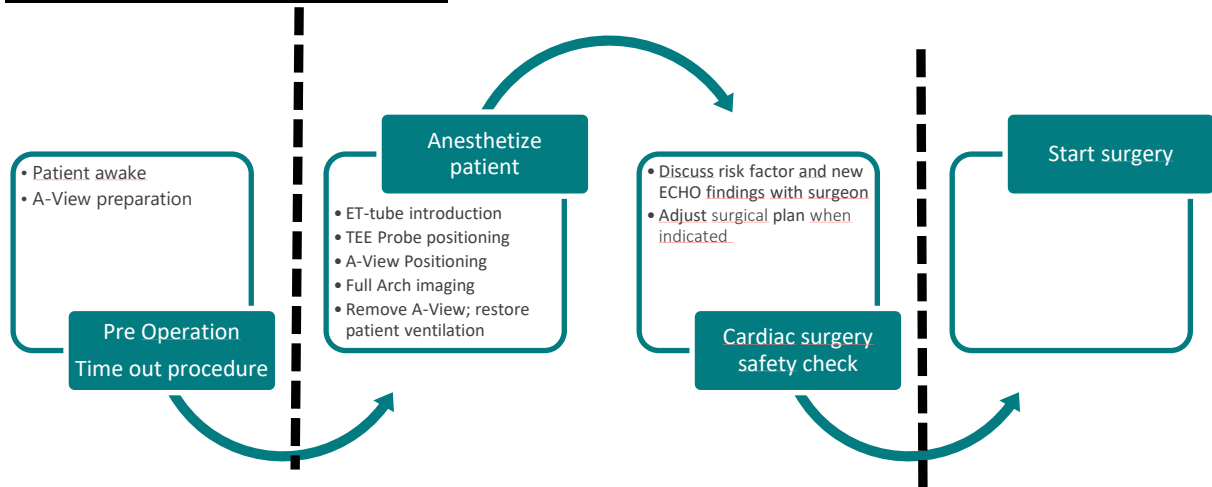 • Patient awake
• A-View preparation
Pre Operation
Time out procedure
Anesthetize
patient
• ET-tube introduction
• TEE Probe positioning
• A-View Positioning
• Full Arch imaging
• Remove A-View; restore
patient ventilation
• Discuss risk factor and new
ECHO findings with surgeon
• Adjust surgical plan when
indicated
Cardiac surgery
safety check
Start surgery